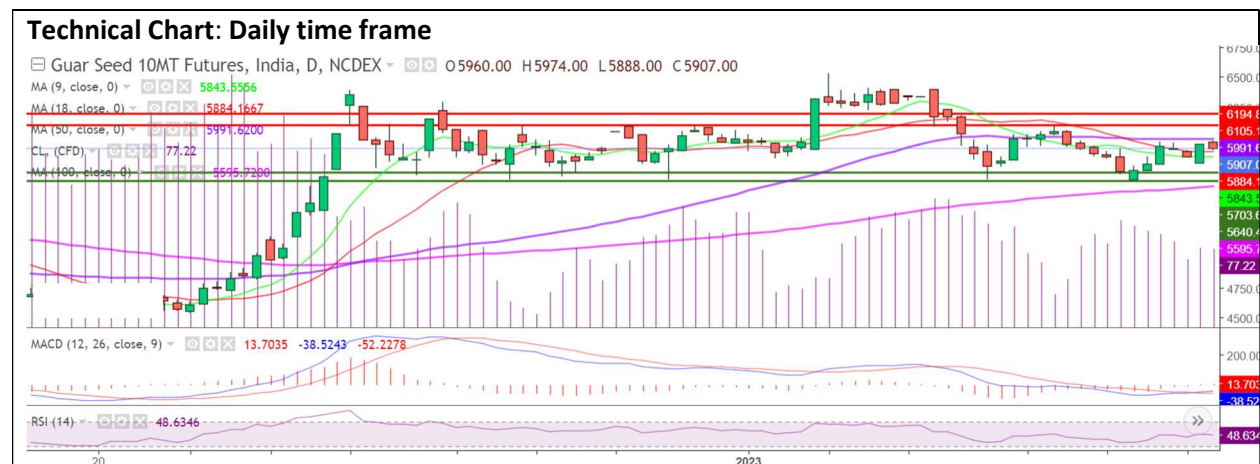 Technical Chart: Daily time frame
Guar Seed 10MT Futures, India, D, NCDEX O5960.00 H5974.00 L5888.00 C5907.00
MA (9, close, 0) 5843.5556
MA (18, close, 0) 5884.1667
MA (50, close, 0) 5991.6200
CL, (CFD) 77.22
MA (100, close, 0) 5595.7200
6750.0
6500.0
6194.8
6105.1
5991.6
5907.0
5884.1
5843.5
5703.6
5640.4
5595.7
77.22
4750.00
4500.0
MACD (12, 26, close, 9) 13.7035 -38.5243 -52.2278
200.00
13.703
-38.52
RSI (14) 48.6346
48.634
20
2023